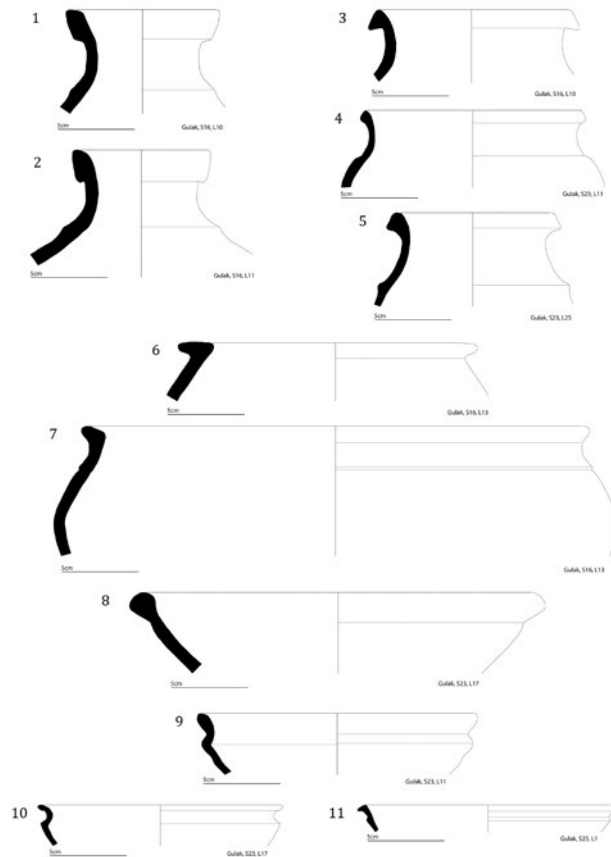 1
5cm
Gulak, S16, L10
2
5cm
Gulak, S16, L11
3
5cm
Gulak, S16, L10
4
5cm
Gulak, S23, L11
5
5cm
Gulak, S23, L25
6
5cm
Gulak, S16, L13
7
5cm
Gulak, S16, L13
8
5cm
Gulak, S23, L17
9
5cm
Gulak, S23, L11
10
5cm
Gulak, S23, L17
11
5cm
Gulak, S25, L1